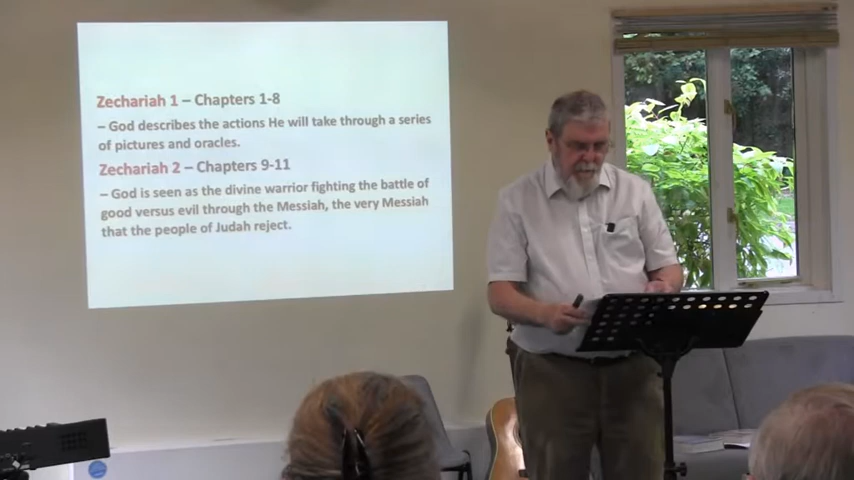 Zechariah 1 – Chapters 1-8
– God describes the actions He will take through a series
of pictures and oracles.
Zechariah 2 – Chapters 9-11
– God is seen as the divine warrior fighting the battle of
good versus evil through the Messiah, the very Messiah
that the people of Judah reject.